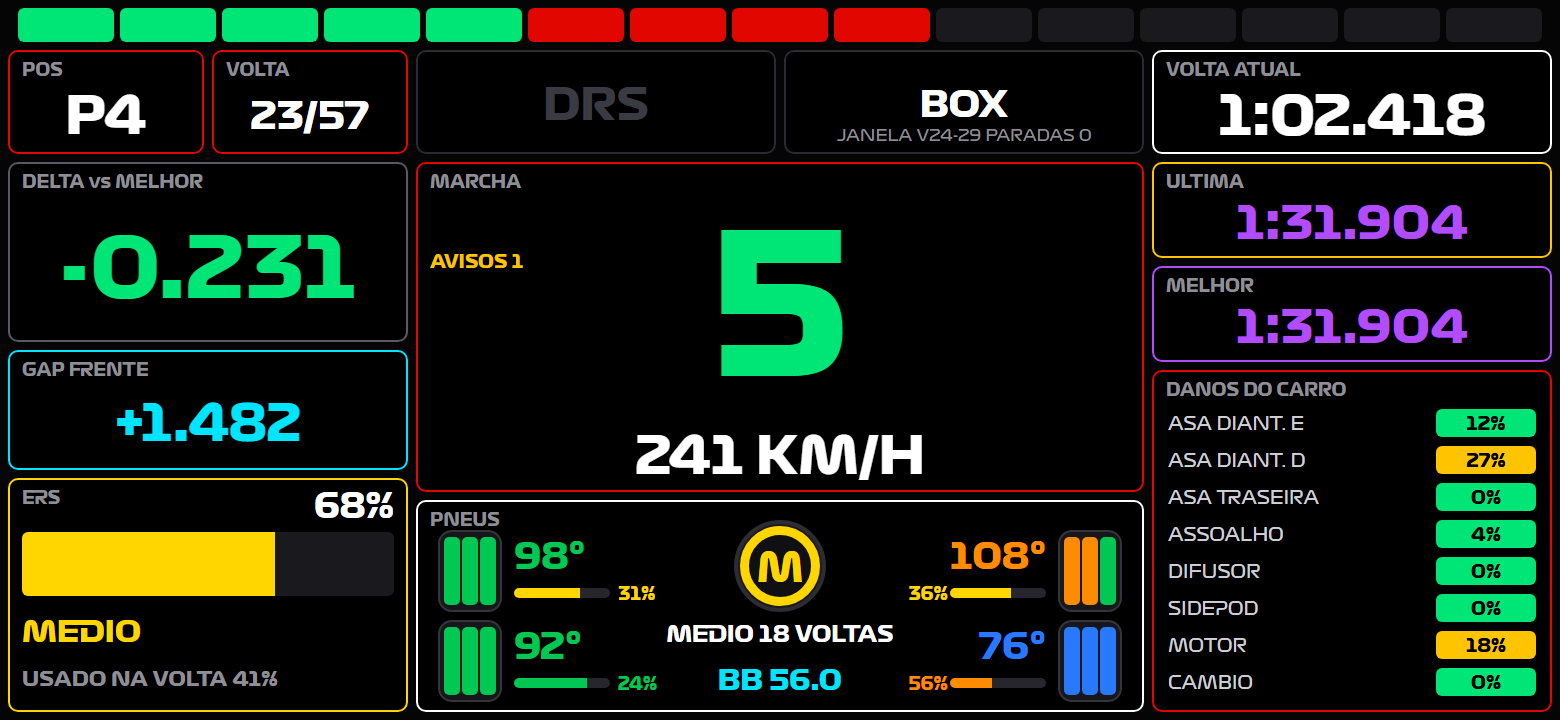 POS
P4
VOLTA
23/57
DRS
BOX
JANELA V24-29 PARADAS 0
VOLTA ATUAL
1:02.418
DELTA vs MELHOR
-0.231
MARCHA
AVISOS 1
5
241 KM/H
ULTIMA
1:31.904
MELHOR
1:31.904
GAP FRENTE
+1.482
ERS
68%
MEDIO
USADO NA VOLTA 41%
PNEUS
98°
31%
M
108°
36%
92°
24%
MEDIO 18 VOLTAS
BB 56.0
76°
56%
DANOS DO CARRO
ASA DIANT. E 12%
ASA DIANT. D 27%
ASA TRASEIRA 0%
ASSOALHO 4%
DIFUSOR 0%
SIDEPOD 0%
MOTOR 18%
CAMBIO 0%